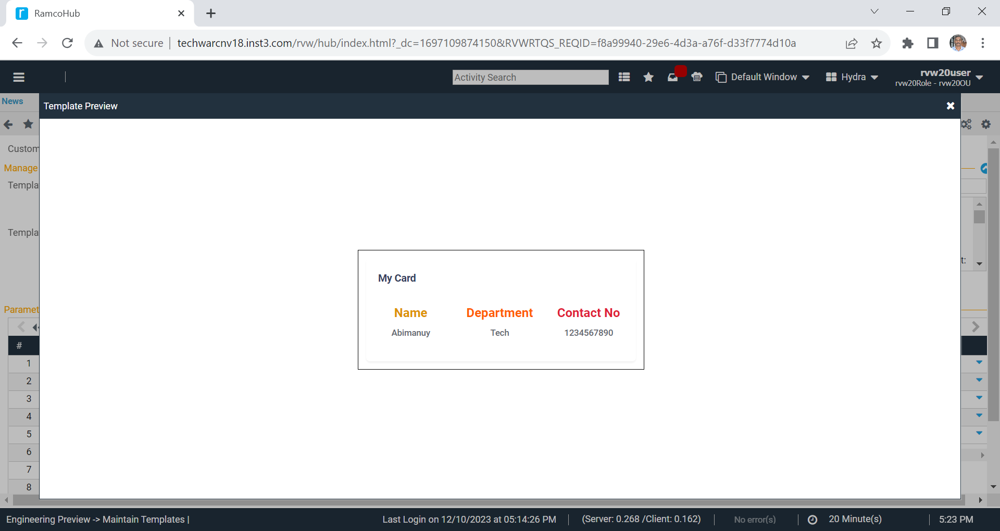 RamcoHub
Not secure
techwarcnv18.inst3.com/rvw/hub/index.html?_dc=1697109874150&RVWRTQS_REQID=f8a99940-29e6-4d3a-a76f-d33f7774d10a
Activity Search
Default Window
Hydra
rvw20user
rvw20Role - rvw20OU
News
Template Preview
Custom
Manage
Templa
Templa
t:
My Card
Name Department Contact No
Abimanuy Tech 1234567890
Paramet
#
1
2
3
4
5
6
7
8
Engineering Preview -> Maintain Templates |
Last Login on 12/10/2023 at 05:14:26 PM
(Server: 0.268 /Client: 0.162)
No error(s)
20 Minute(s)
5:23 PM